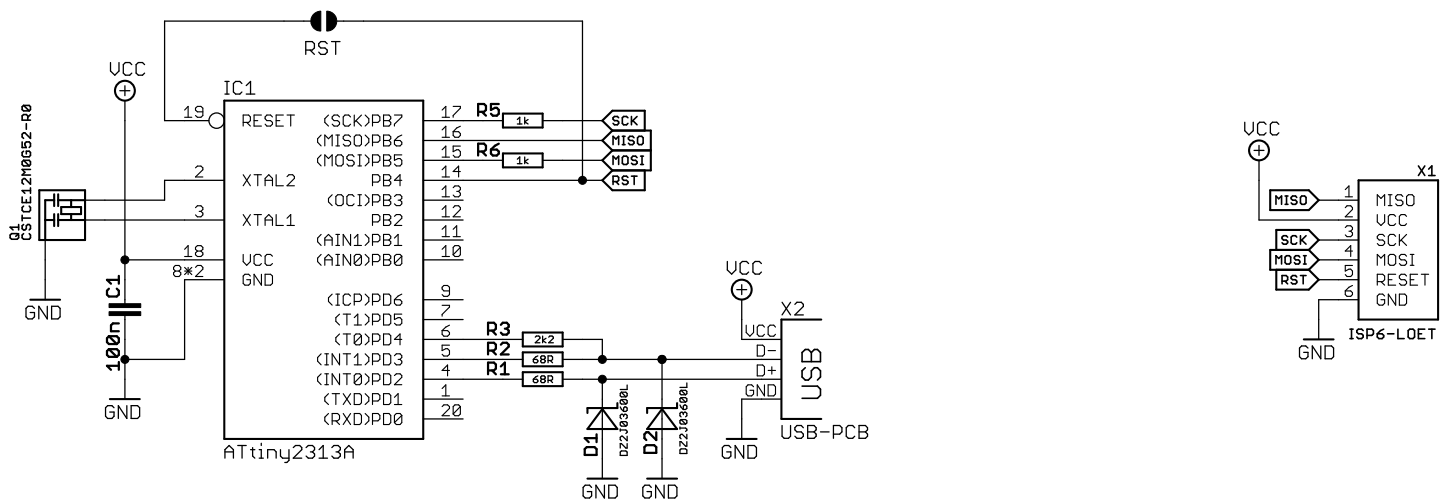 RST
VCC
IC1
19 RESET (SCK)PB7 17 R5 1k SCK
(MISO)PB6 16 MISO
(MOSI)PB5 15 R6 1k MOSI
2 XTAL2 PB4 14 RST
(OCI)PB3 13
3 XTAL1 PB2 12
(AIN1)PB1 11
18 VCC (AIN0)PB0 10
8*2 GND
(ICP)PD6 9
(T1)PD5 7
(T0)PD4 6 R3 2k2
(INT1)PD3 5 R2 68R
(INT0)PD2 4 R1 68R
(TXD)PD1 1
(RXD)PD0 20
ATtiny2313A
Q1
CSTCE12M0G52-R0
GND
C1
100n
GND
D1
DZ2J03600L
GND
D2
DZ2J03600L
GND
VCC
X2
VCC
D-
D+
GND
USB
USB-PCB
GND
VCC
X1
MISO 1 MISO
2 VCC
SCK 3 SCK
MOSI 4 MOSI
RST 5 RESET
6 GND
ISP6-LOET
GND